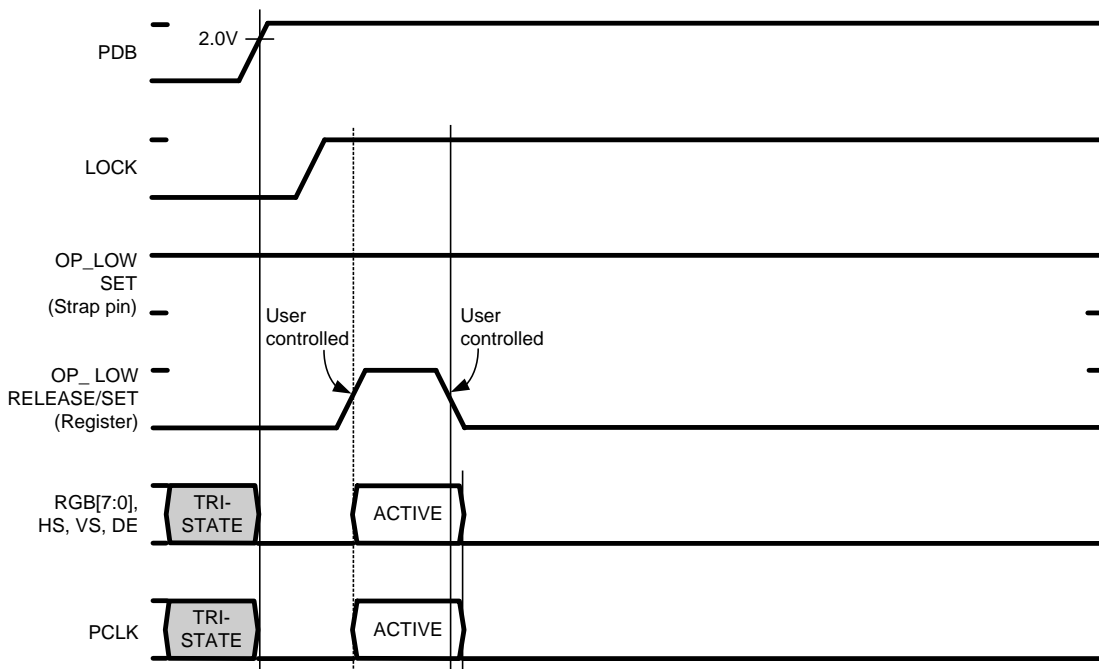 PDB
2.0V
LOCK
OP_LOW
SET
(Strap pin)
User
controlled
User
controlled
OP_ LOW
RELEASE/SET
(Register)
RGB[7:0],
HS, VS, DE
TRI-
STATE
ACTIVE
PCLK
TRI-
STATE
ACTIVE